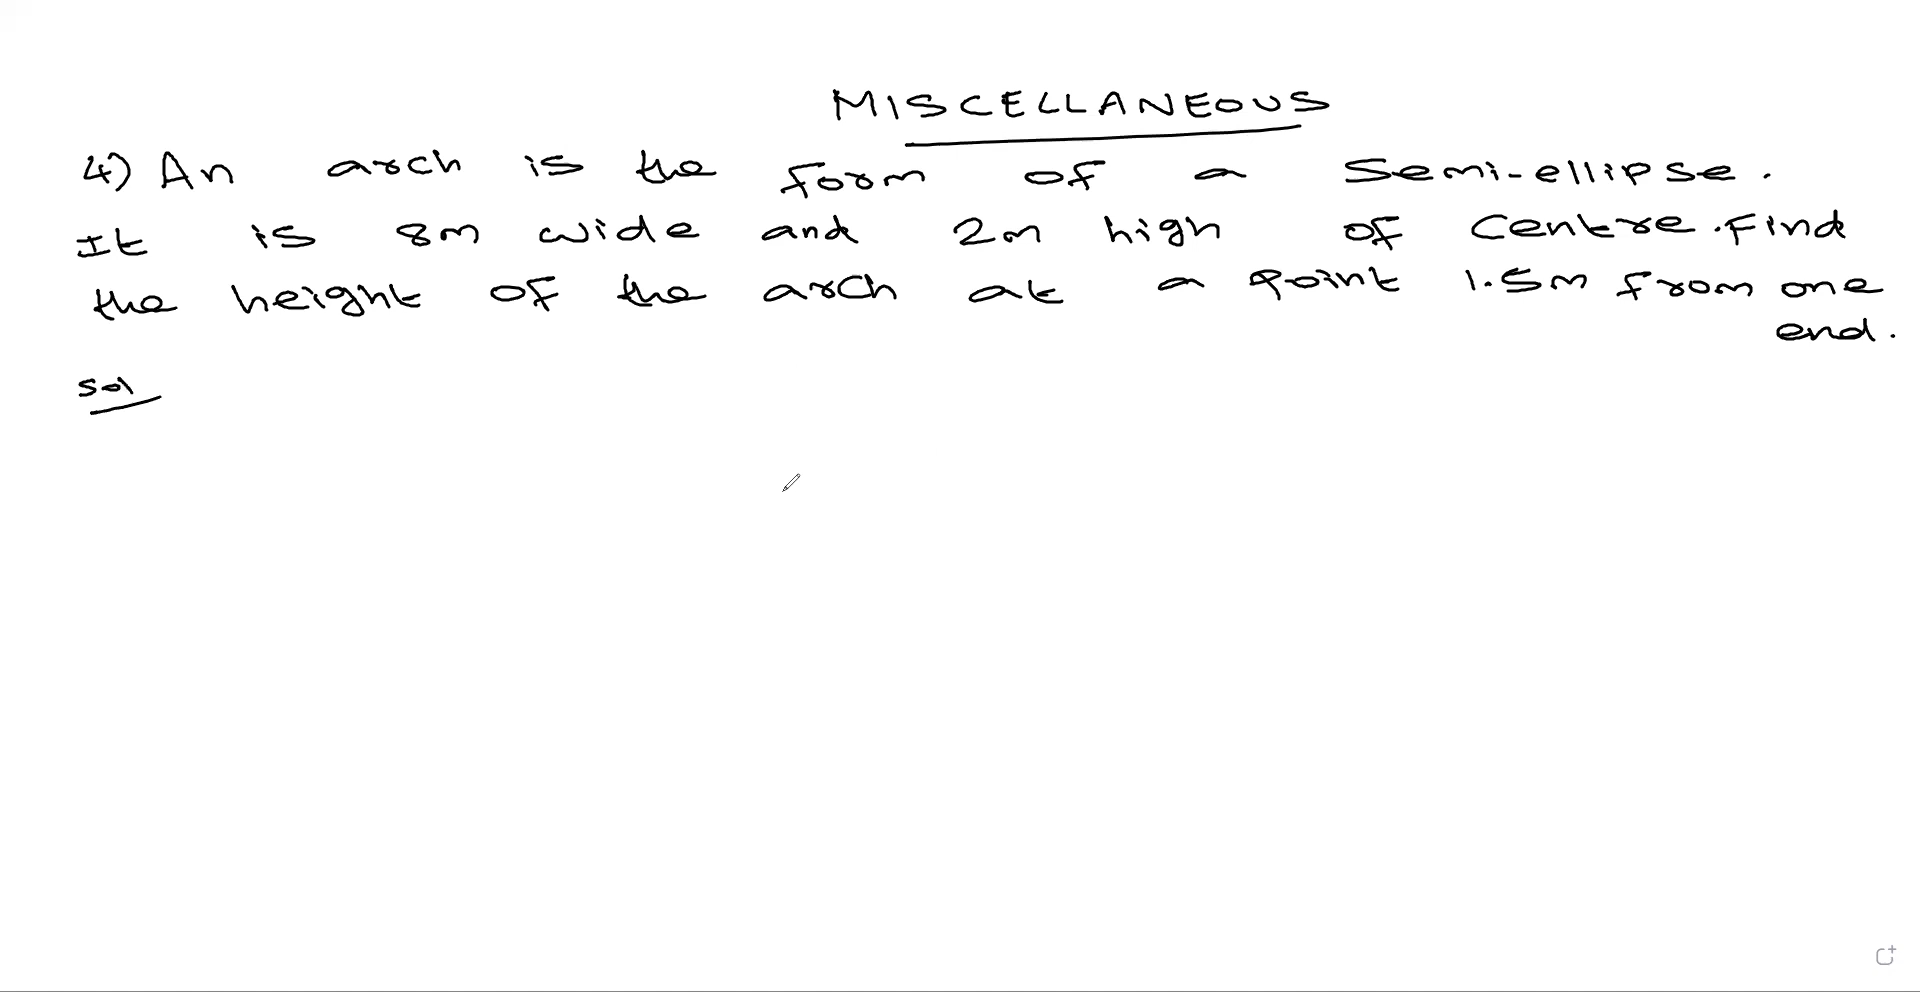 MISCELLANEOUS
4) An arch is the form of a Semi-ellipse.
It is 8m wide and 2m high of Centre. Find
the height of the arch at a point 1.5m from one
end.
Sol